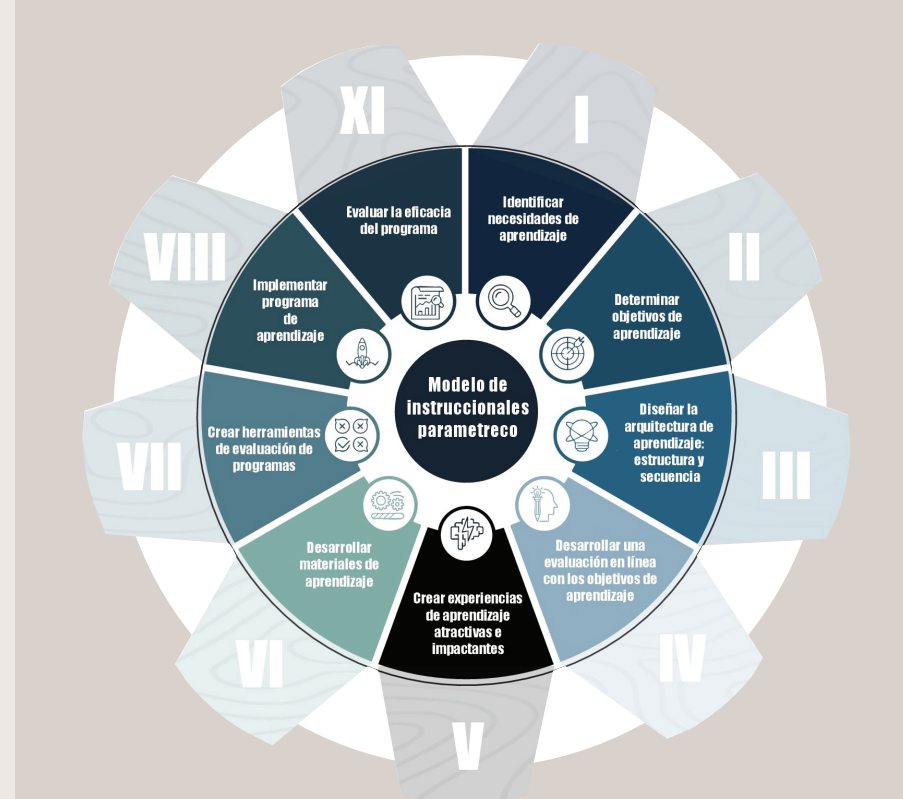 XI
I
Evaluar la eficacia
del programa
Identificar
necesidades de
aprendizaje
VIII
II
Implementar
programa
de
aprendizaje
Determinar
objetivos de
aprendizaje
Modelo de
instruccionales
parametreco
VII
Crear herramientas
de evaluación de
programas
Diseñar la
arquitectura de
aprendizaje:
estructura y
secuencia
III
Desarrollar
materiales de
aprendizaje
Desarrollar una
evaluación en línea
con los objetivos de
aprendizaje
Crear experiencias
de aprendizaje
atractivas e
impactantes
VI
IV
V